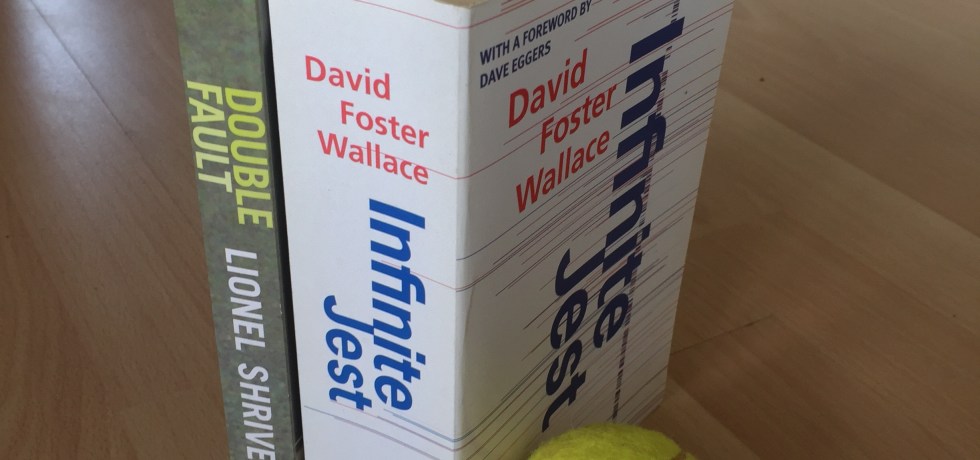 DOUBLE
FAULT
LIONEL SHRIVE
David
Foster
Wallace
Infinite
Jest
WITH A FOREWORD BY
DAVE EGGERS
David
Foster
Wallace
Infinite
Jest